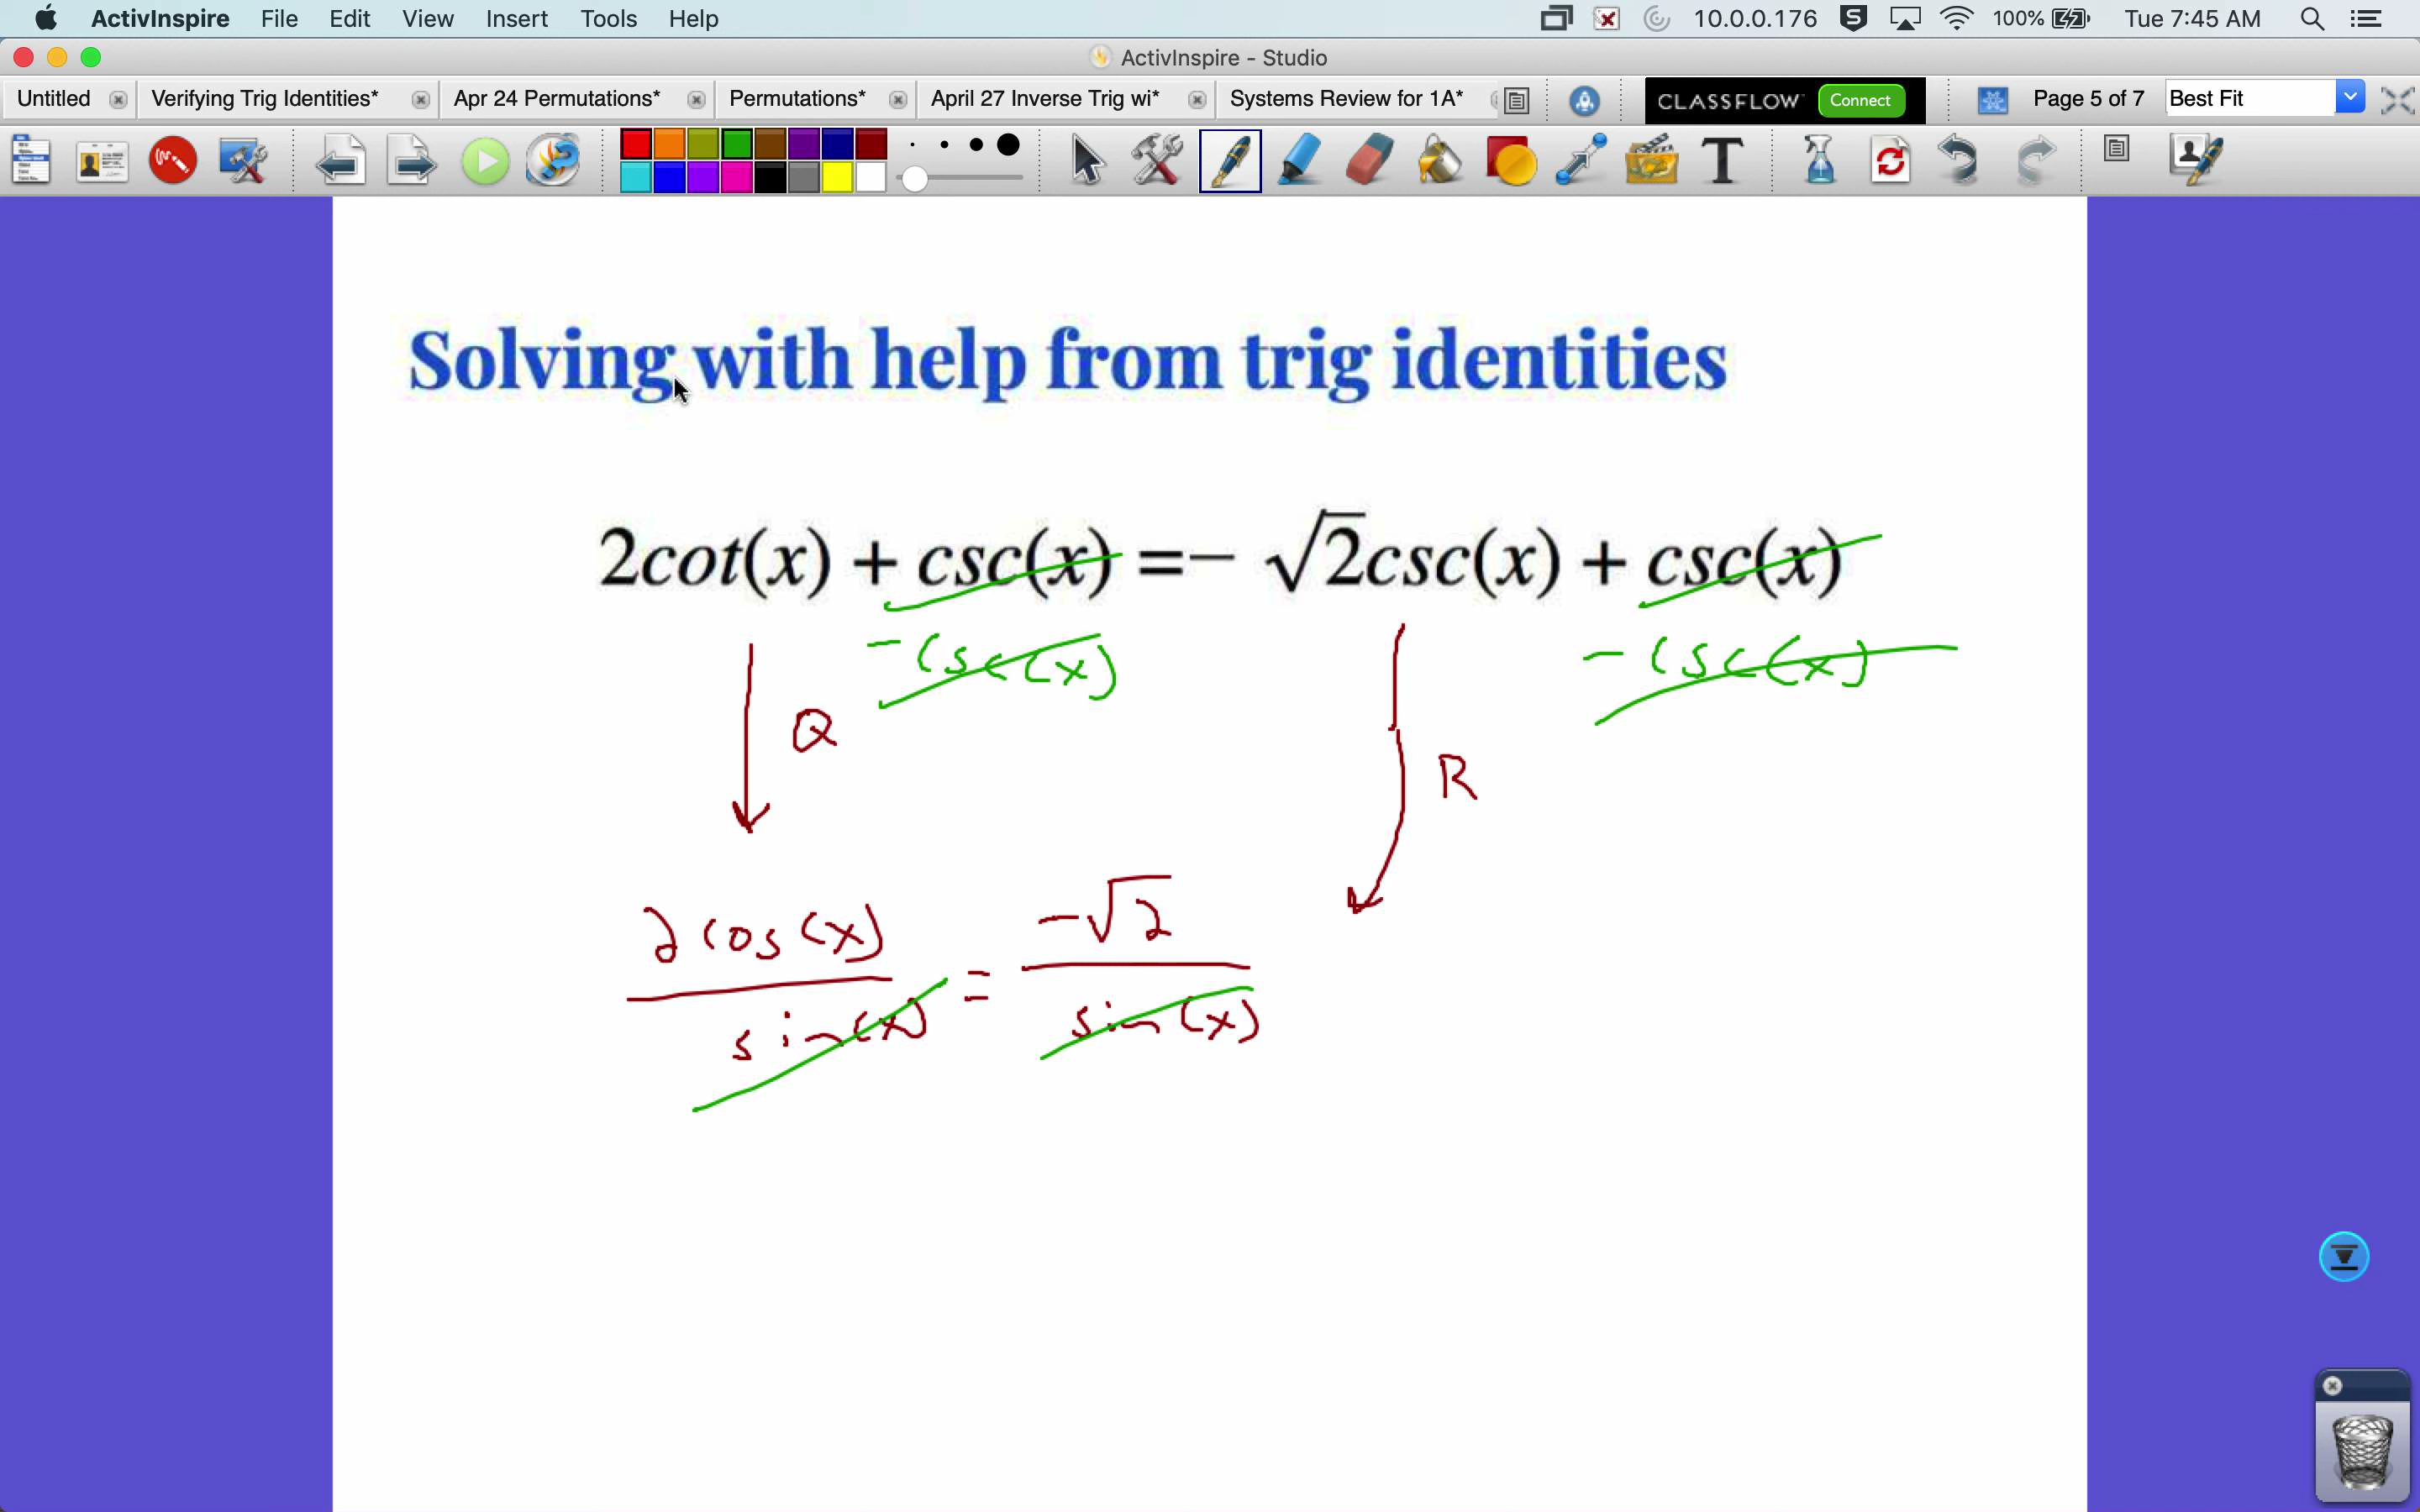 ActivInspire File Edit View Insert Tools Help 10.0.0.176 S 100% Tue 7:45 AM
ActivInspire - Studio
Untitled Verifying Trig Identities* Apr 24 Permutations* Permutations* April 27 Inverse Trig wi* Systems Review for 1A* CLASSFLOW Connect Page 5 of 7 Best Fit
T
Solving with help from trig identities
2cot(x) + csc(x) =− √2csc(x) + csc(x)
-csc(x) -csc(x)
Q R
2cos(x) = -√2
sin(x) sin(x)